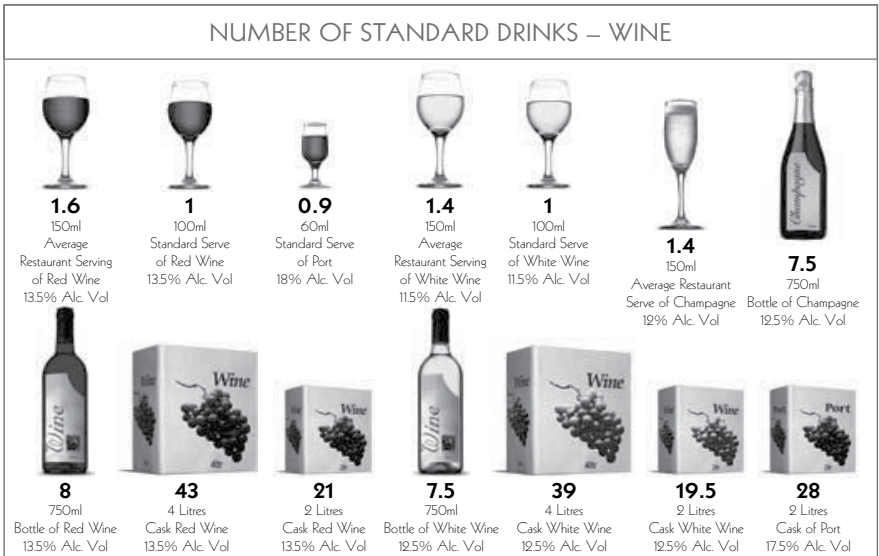 NUMBER OF STANDARD DRINKS – WINE
1.6
150ml
Average
Restaurant Serving
of Red Wine
13.5% Alc. Vol
1
100ml
Standard Serve
of Red Wine
13.5% Alc. Vol
0.9
60ml
Standard Serve
of Port
18% Alc. Vol
1.4
150ml
Average
Restaurant Serving
of White Wine
11.5% Alc. Vol
1
100ml
Standard Serve
of White Wine
11.5% Alc. Vol
1.4
150ml
Average Restaurant
Serve of Champagne
12% Alc. Vol
Champagne
7.5
750ml
Bottle of Champagne
12.5% Alc. Vol
Wine
8
750ml
Bottle of Red Wine
13.5% Alc. Vol
Wine
Wine
43
4 Litres
Cask Red Wine
13.5% Alc. Vol
Wine
21
2 Litres
Cask Red Wine
13.5% Alc. Vol
Wine
7.5
750ml
Bottle of White Wine
12.5% Alc. Vol
Wine
Wine
39
4 Litres
Cask White Wine
12.5% Alc. Vol
Wine
19.5
2 Litres
Cask White Wine
12.5% Alc. Vol
Port
Port
28
2 Litres
Cask of Port
17.5% Alc. Vol